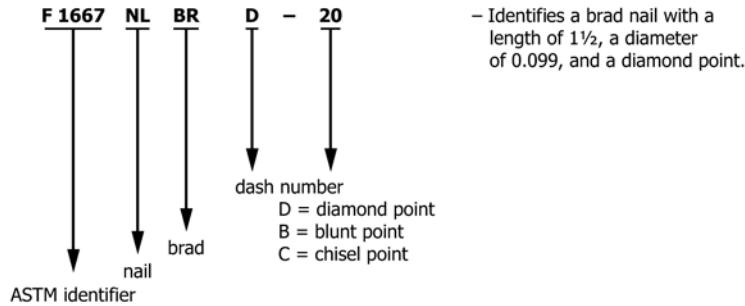 F 1667 NL BR D – 20
– Identifies a brad nail with a
length of 1½, a diameter
of 0.099, and a diamond point.
dash number
D = diamond point
B = blunt point
C = chisel point
brad
nail
ASTM identifier